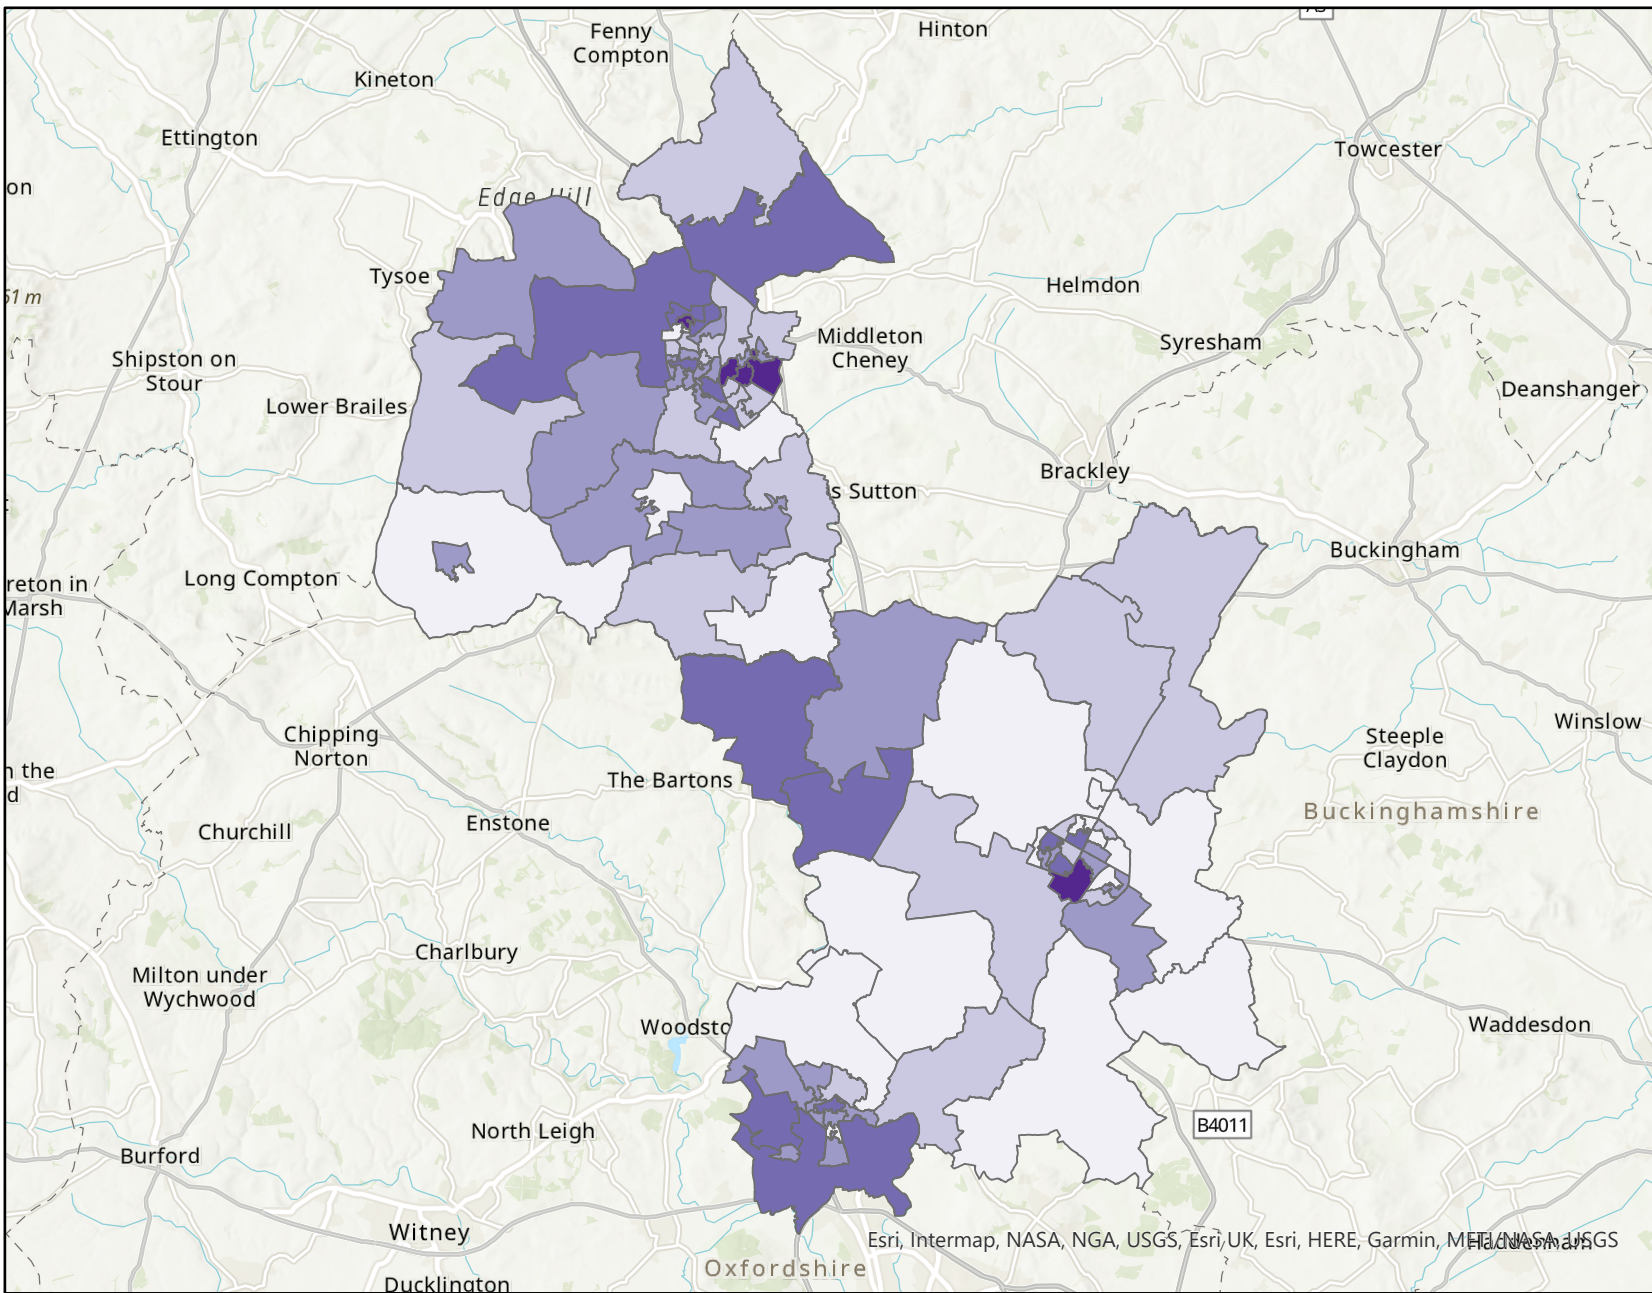 A5
Fenny
Compton
Hinton
Kineton
Ettington
Towcester
on
Edge Hill
Tysoe
Helmdon
51 m
Middleton
Cheney
Syresham
Shipston on
Stour
Deanshanger
Lower Brailes
Brackley
s Sutton
Buckingham
reton in
Marsh
Long Compton
Chipping
Norton
Winslow
Steeple
Claydon
n the
d
The Bartons
Buckinghamshire
Churchill
Enstone
Charlbury
Milton under
Wychwood
Woodsto
Waddesdon
B4011
North Leigh
Burford
Witney
Esri, Intermap, NASA, NGA, USGS, Esri UK, Esri, HERE, Garmin, METI/NASA, USGS
Haddenham
Oxfordshire
Ducklington